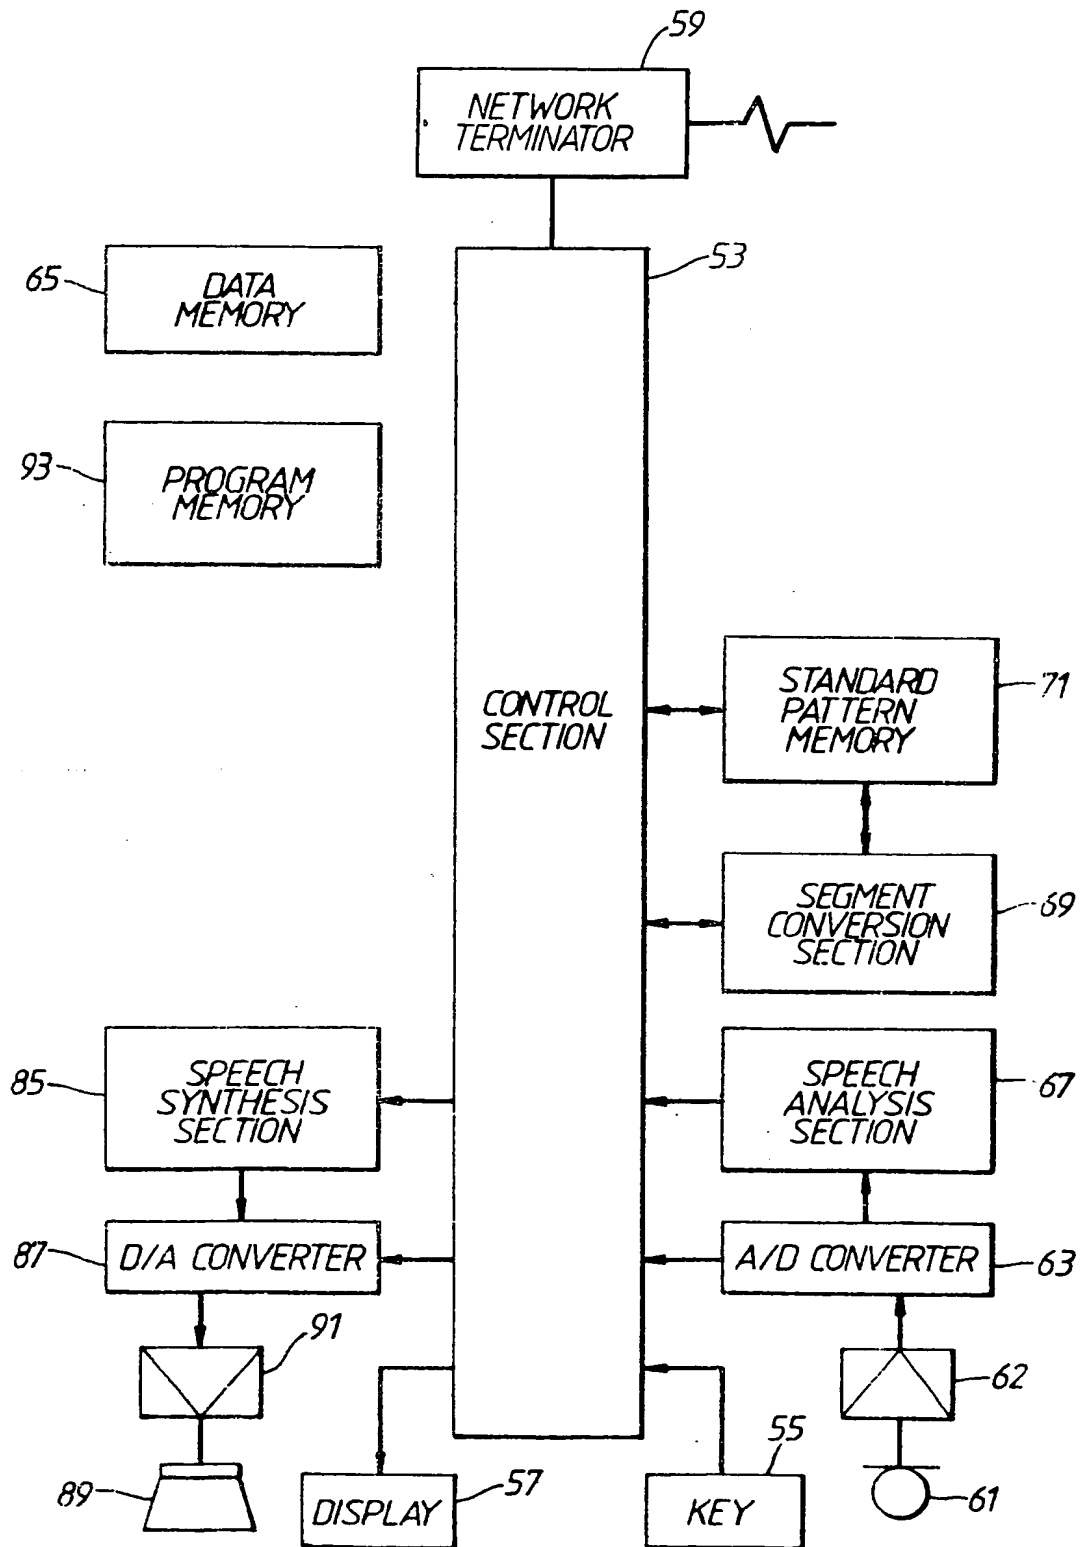 59
NETWORK
TERMINATOR
53
65
DATA
MEMORY
93
PROGRAM
MEMORY
CONTROL
SECTION
STANDARD
PATTERN
MEMORY
71
SEGMENT
CONVERSION
SECTION
69
85
SPEECH
SYNTHESIS
SECTION
SPEECH
ANALYSIS
SECTION
67
87
D/A CONVERTER
A/D CONVERTER
63
91
62
89
DISPLAY
57
KEY
55
61